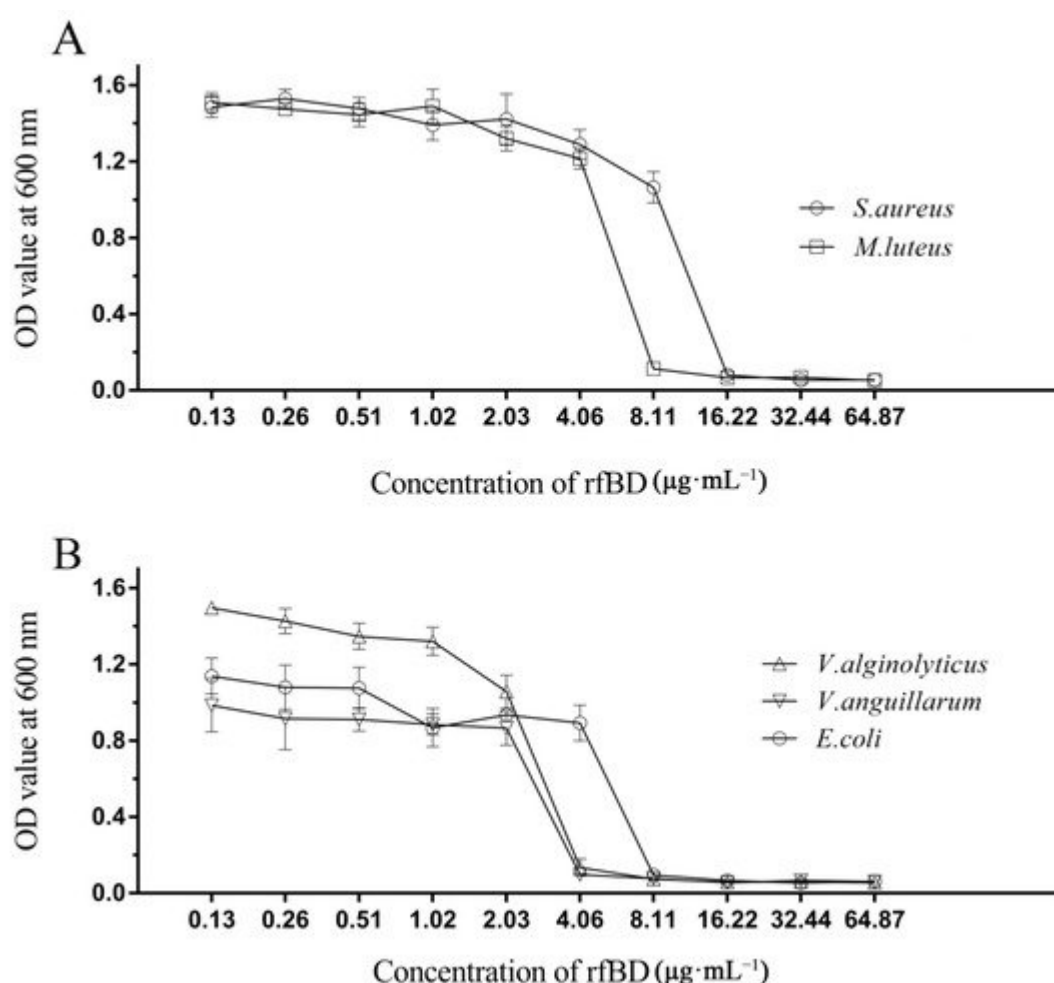 A
OD value at 600 nm
1.6
1.2
0.8
0.4
0.0
S.aureus
M.luteus
0.13 0.26 0.51 1.02 2.03 4.06 8.11 16.22 32.44 64.87
Concentration of rfBD (μg·mL⁻¹)
B
OD value at 600 nm
1.6
1.2
0.8
0.4
0.0
V.alginolyticus
V.anguillarum
E.coli
0.13 0.26 0.51 1.02 2.03 4.06 8.11 16.22 32.44 64.87
Concentration of rfBD (μg·mL⁻¹)